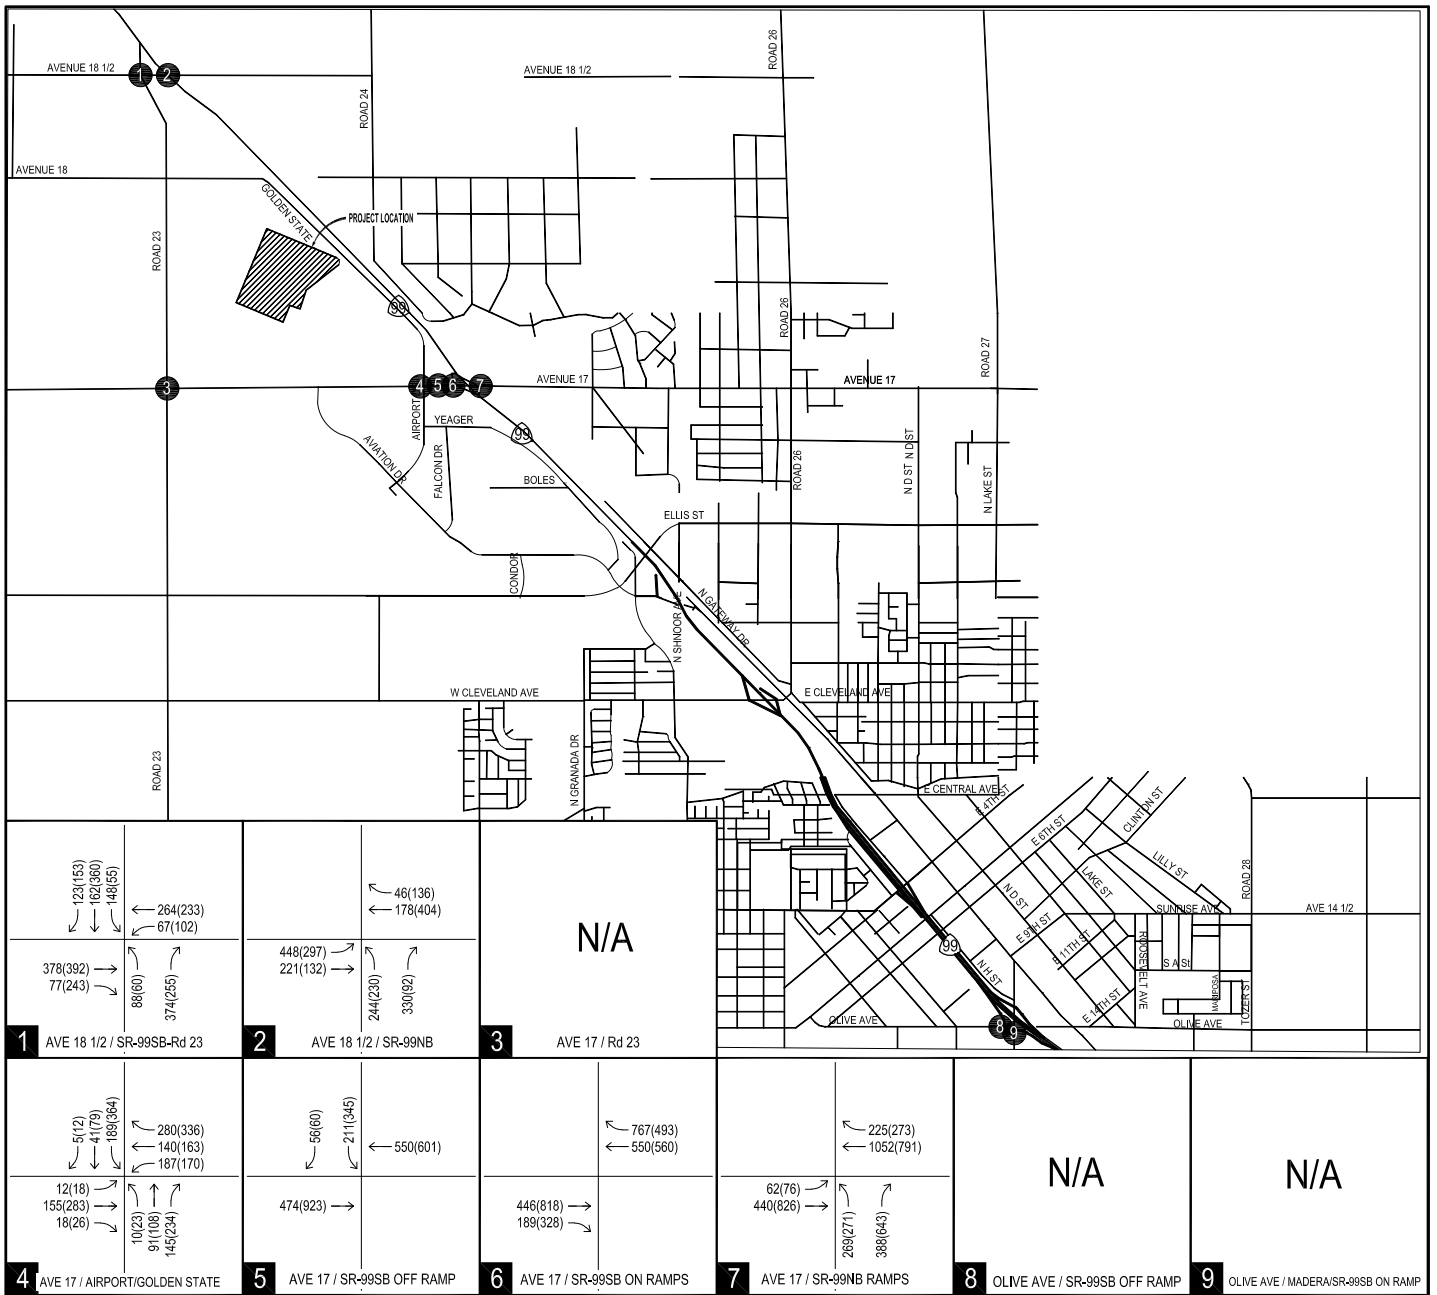 AVENUE 18 1/2
1
2
AVENUE 18 1/2
ROAD 26
ROAD 24
AVENUE 18
GOLDEN STATE
PROJECT LOCATION
ROAD 23
99
ROAD 26
ROAD 27
3
4
5
6
7
AVENUE 17
AVENUE 17
AIRPORT
YEAGER
99
AVIATION DR
FALCON DR
BOLES
ROAD 26
N D ST
N D ST
N LAKE ST
ELLIS ST
CONDOR
N SHNOOR AVE
N GATEWAY DR
W CLEVELAND AVE
E CLEVELAND AVE
ROAD 23
N GRANADA DR
E CENTRAL AVE
E 4TH ST
E 6TH ST
CLINTON ST
LILLY ST
LAKE ST
ROAD 28
N D ST
SUNRISE AVE
AVE 14 1/2
E 9TH ST
E 11TH ST
99
N H ST
ROOSEVELT AVE
S A St
MARIPOSA
TOZER ST
E 14TH ST
OLIVE AVE
8
9
OLIVE AVE
123(153)
162(360)
148(55)
264(233)
67(102)
378(392)
77(243)
88(60)
374(255)
1 AVE 18 1/2 / SR-99SB-Rd 23
46(136)
178(404)
448(297)
221(132)
244(230)
330(92)
2 AVE 18 1/2 / SR-99NB
N/A
3 AVE 17 / Rd 23
5(12)
41(79)
189(364)
280(336)
140(163)
187(170)
12(18)
155(283)
18(26)
10(23)
91(108)
145(234)
4 AVE 17 / AIRPORT/GOLDEN STATE
56(60)
211(345)
550(601)
474(923)
5 AVE 17 / SR-99SB OFF RAMP
767(493)
550(560)
446(818)
189(328)
6 AVE 17 / SR-99SB ON RAMPS
225(273)
1052(791)
62(76)
440(826)
269(271)
388(643)
7 AVE 17 / SR-99NB RAMPS
N/A
8 OLIVE AVE / SR-99SB OFF RAMP
N/A
9 OLIVE AVE / MADERA/SR-99SB ON RAMP